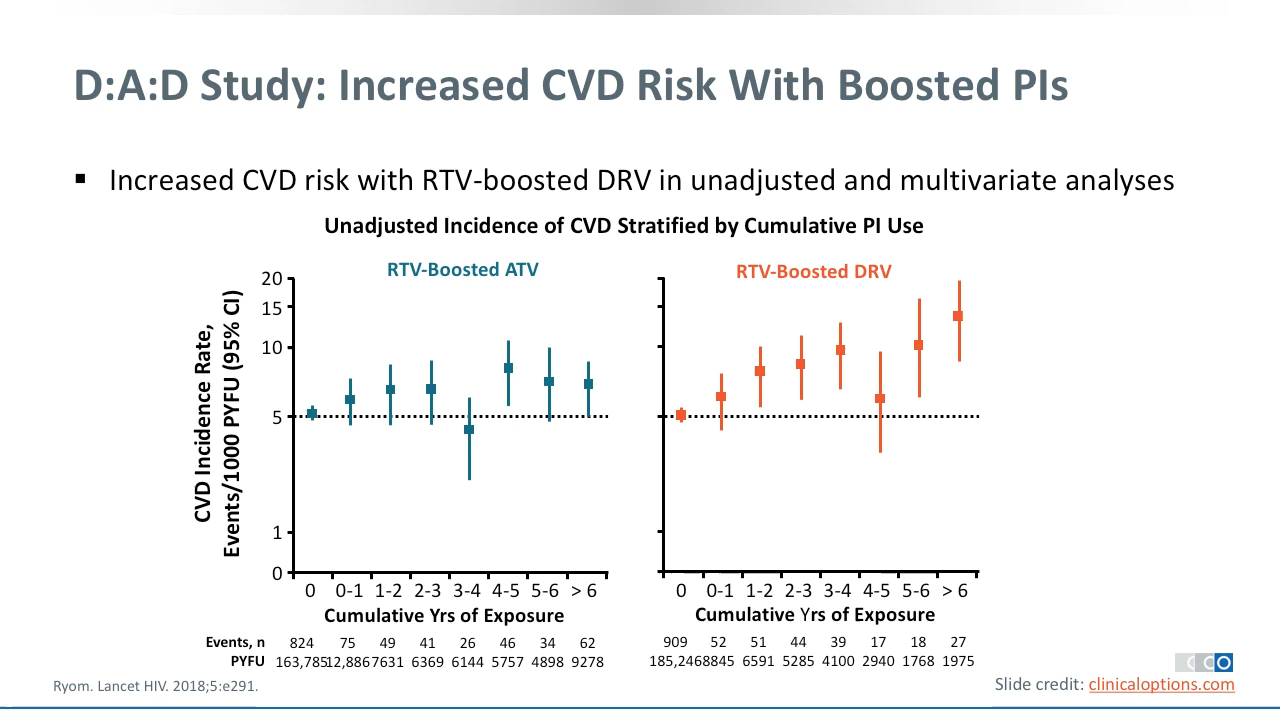 D:A:D Study: Increased CVD Risk With Boosted PIs
▪ Increased CVD risk with RTV-boosted DRV in unadjusted and multivariate analyses
Unadjusted Incidence of CVD Stratified by Cumulative PI Use
CVD Incidence Rate,
Events/1000 PYFU (95% CI)
RTV-Boosted ATV
20
15
10
5
1
0
0 0-1 1-2 2-3 3-4 4-5 5-6 > 6
Cumulative Yrs of Exposure
RTV-Boosted DRV
0 0-1 1-2 2-3 3-4 4-5 5-6 > 6
Cumulative Yrs of Exposure
Events, n 824 75 49 41 26 46 34 62 909 52 51 44 39 17 18 27
PYFU 163,785 12,886 7631 6369 6144 5757 4898 9278 185,246 8845 6591 5285 4100 2940 1768 1975
Ryom. Lancet HIV. 2018;5:e291.
CCO
Slide credit: clinicaloptions.com